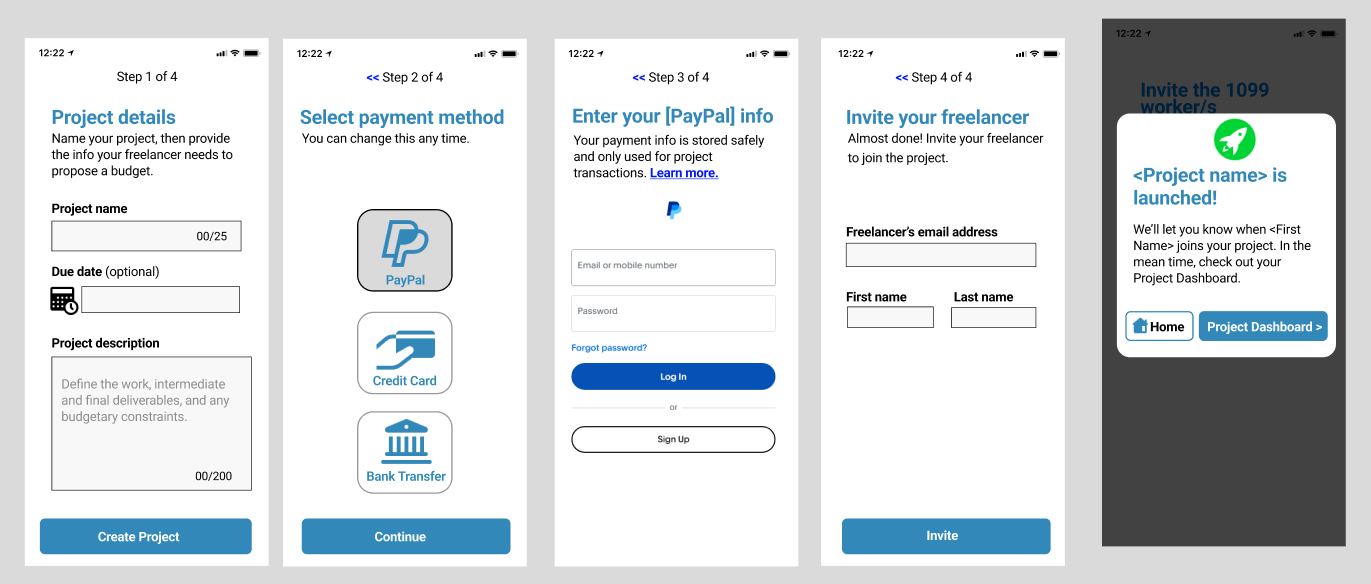 12:22
Step 1 of 4
Project details
Name your project, then provide
the info your freelancer needs to
propose a budget.
Project name
00/25
Due date (optional)
Project description
Define the work, intermediate
and final deliverables, and any
budgetary constraints.
00/200
Create Project
12:22
<< Step 2 of 4
Select payment method
You can change this any time.
PayPal
Credit Card
Bank Transfer
Continue
12:22
<< Step 3 of 4
Enter your [PayPal] info
Your payment info is stored safely
and only used for project
transactions. Learn more.
Email or mobile number
Password
Forgot password?
Log In
or
Sign Up
12:22
<< Step 4 of 4
Invite your freelancer
Almost done! Invite your freelancer
to join the project.
Freelancer’s email address
First name Last name
Invite
12:22
Invite the 1099
worker/s
<Project name> is
launched!
We’ll let you know when <First
Name> joins your project. In the
mean time, check out your
Project Dashboard.
Home Project Dashboard >